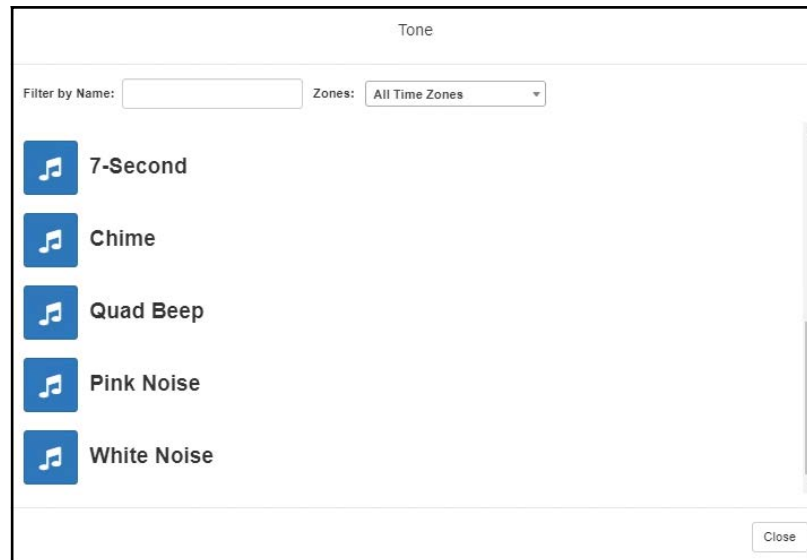 Tone
Filter by Name: Zones: All Time Zones
7-Second
Chime
Quad Beep
Pink Noise
White Noise
Close